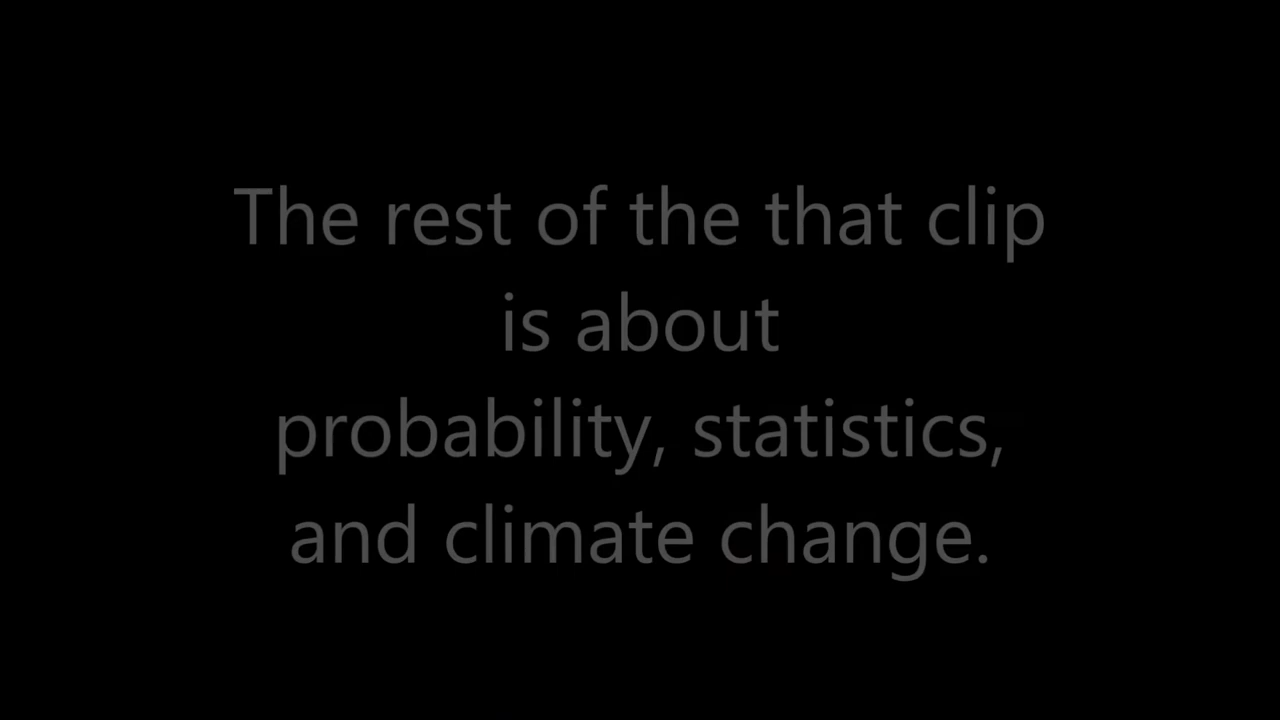 The rest of the that clip
is about
probability, statistics,
and climate change.